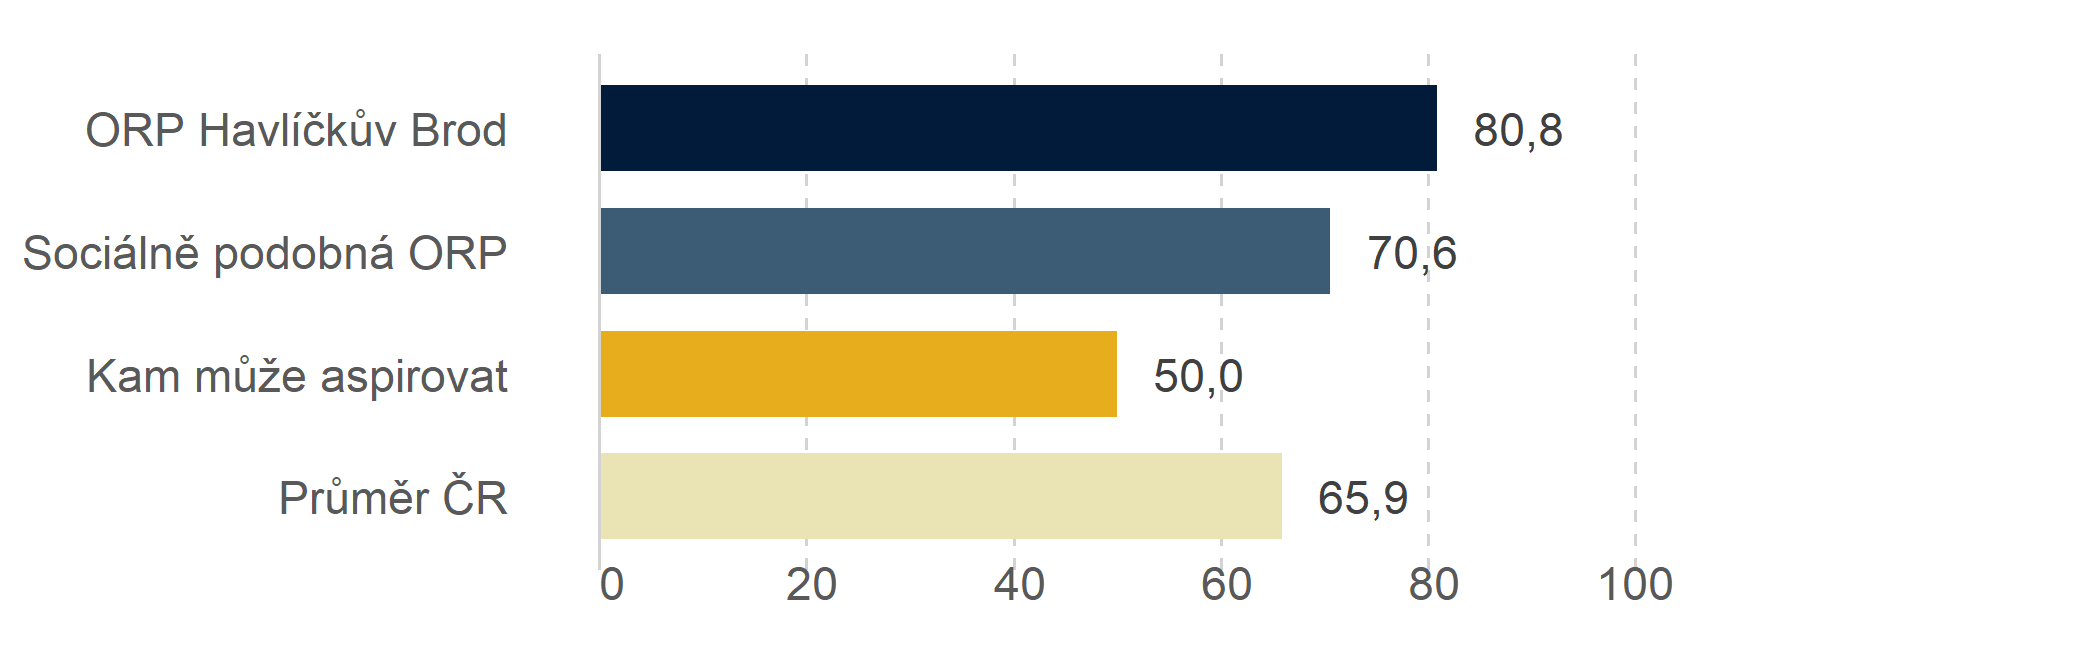 ORP Havlíčkův Brod 80,8
Sociálně podobná ORP 70,6
Kam může aspirovat 50,0
Průměr ČR 65,9
0 20 40 60 80 100